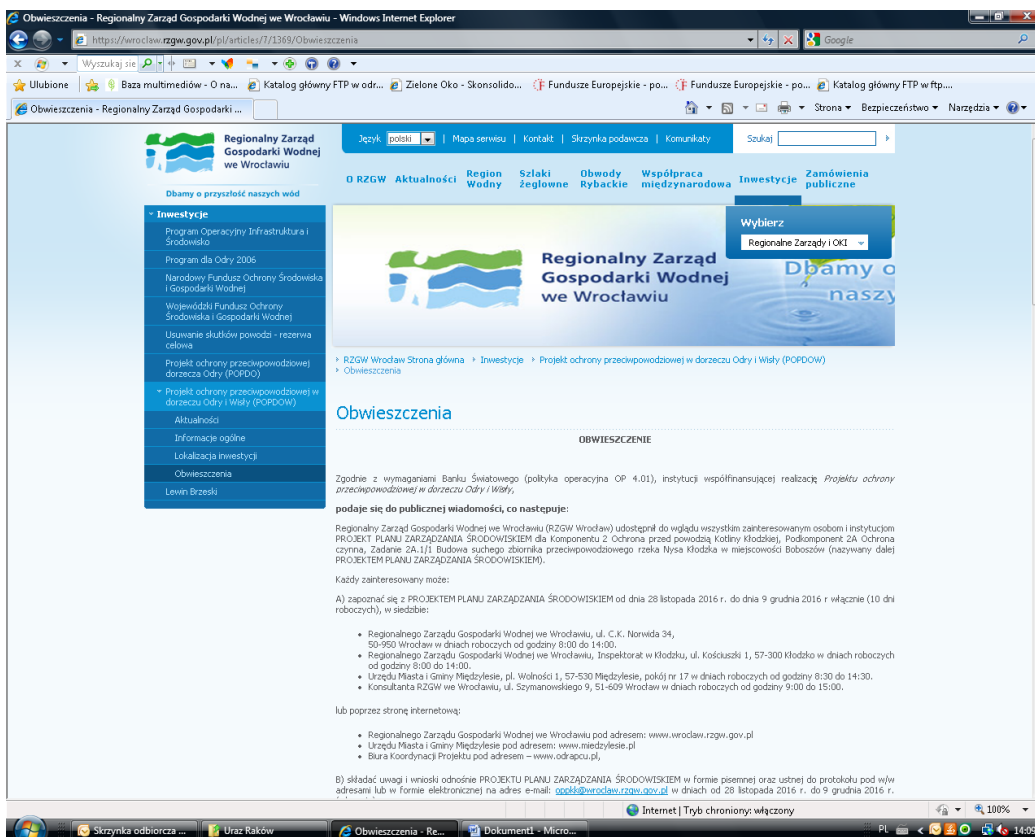 Obwieszczenia - Regionalny Zarząd Gospodarki Wodnej we Wrocławiu - Windows Internet Explorer
https://wroclaw.rzgw.gov.pl/pl/articles/7/1369/Obwieszczenia
Google
Wyszukaj sie
Ulubione
Baza multimediów - O na...
Katalog główny FTP w odr...
Zielone Oko - Skonsolido...
Fundusze Europejskie - po...
Fundusze Europejskie - po...
Katalog główny FTP w ftp....
Obwieszczenia - Regionalny Zarząd Gospodarki ...
Strona
Bezpieczeństwo
Narzędzia
Regionalny Zarząd
Gospodarki Wodnej
we Wrocławiu
Dbamy o przyszłość naszych wód
Język polski | Mapa serwisu | Kontakt | Skrzynka podawcza | Komunikaty
Szukaj
O RZGW
Aktualności
Region Wodny
Szlaki żeglowne
Obwody Rybackie
Współpraca międzynarodowa
Inwestycje
Zamówienia publiczne
Inwestycje
Program Operacyjny Infrastruktura i
Środowisko
Program dla Odry 2006
Narodowy Fundusz Ochrony Środowiska
i Gospodarki Wodnej
Wojewódzki Fundusz Ochrony
Środowiska i Gospodarki Wodnej
Usuwanie skutków powodzi - rezerwa
celowa
Projekt ochrony przeciwpowodziowej
dorzecza Odry (POPDO)
Projekt ochrony przeciwpowodziowej w
dorzeczu Odry i Wisły (POPDOW)
Aktualności
Informacje ogólne
Lokalizacja inwestycji
Obwieszczenia
Lewin Brzeski
Wybierz
Regionalne Zarządy i OKI
Regionalny Zarząd
Gospodarki Wodnej
we Wrocławiu
Dbamy o
naszy
RZGW Wrocław Strona główna
Inwestycje
Projekt ochrony przeciwpowodziowej w dorzeczu Odry i Wisły (POPDOW)
Obwieszczenia
Obwieszczenia
OBWIESZCZENIE
Zgodnie z wymaganiami Banku Światowego (polityka operacyjna OP 4.01), instytucji współfinansującej realizację Projektu ochrony
przeciwpowodziowej w dorzeczu Odry i Wisły,
podaje się do publicznej wiadomości, co następuje:
Regionalny Zarząd Gospodarki Wodnej we Wrocławiu (RZGW Wrocław) udostępnił do wglądu wszystkim zainteresowanym osobom i instytucjom
PROJEKT PLANU ZARZĄDZANIA ŚRODOWISKIEM dla Komponentu 2 Ochrona przed powodzią Kotliny Kłodzkiej, Podkomponent 2A Ochrona
czynna, Zadanie 2A.1/1 Budowa suchego zbiornika przeciwpowodziowego rzeka Nysa Kłodzka w miejscowości Boboszów (nazywany dalej
PROJEKTEM PLANU ZARZĄDZANIA ŚRODOWISKIEM).
Każdy zainteresowany może:
A) zapoznać się z PROJEKTEM PLANU ZARZĄDZANIA ŚRODOWISKIEM od dnia 28 listopada 2016 r. do dnia 9 grudnia 2016 r włącznie (10 dni
roboczych), w siedzibie:
Regionalnego Zarządu Gospodarki Wodnej we Wrocławiu, ul. C.K. Norwida 34,
50-950 Wrocław w dniach roboczych od godziny 8:00 do 14:00.
Regionalnego Zarządu Gospodarki Wodnej we Wrocławiu, Inspektorat w Kłodzku, ul. Kościuszki 1, 57-300 Kłodzko w dniach roboczych
od godziny 8:00 do 14:00.
Urzędu Miasta i Gminy Międzylesie, pl. Wolności 1, 57-530 Międzylesie, pokój nr 17 w dniach roboczych od godziny 8:30 do 14:30.
Konsultanta RZGW we Wrocławiu, ul. Szymanowskiego 9, 51-609 Wrocław w dniach roboczych od godziny 9:00 do 15:00.
lub poprzez stronę internetową:
Regionalnego Zarządu Gospodarki Wodnej we Wrocławiu pod adresem: www.wroclaw.rzgw.gov.pl
Urzędu Miasta i Gminy Międzylesie pod adresem: www.miedzylesie.pl
Biura Koordynacji Projektu pod adresem – www.odrapcu.pl,
B) składać uwagi i wnioski odnośnie PROJEKTU PLANU ZARZĄDZANIA ŚRODOWISKIEM w formie pisemnej oraz ustnej do protokołu pod w/w
adresami lub w formie elektronicznej na adres e-mail: oppkk@wroclaw.rzgw.gov.pl w dniach od 28 listopada 2016 r. do 9 grudnia 2016 r.
Internet | Tryb chroniony: włączony
100%
Skrzynka odbiorcza ...
Uraz Raków
Obwieszczenia - Re...
Dokument1 - Micro...
PL
14:05